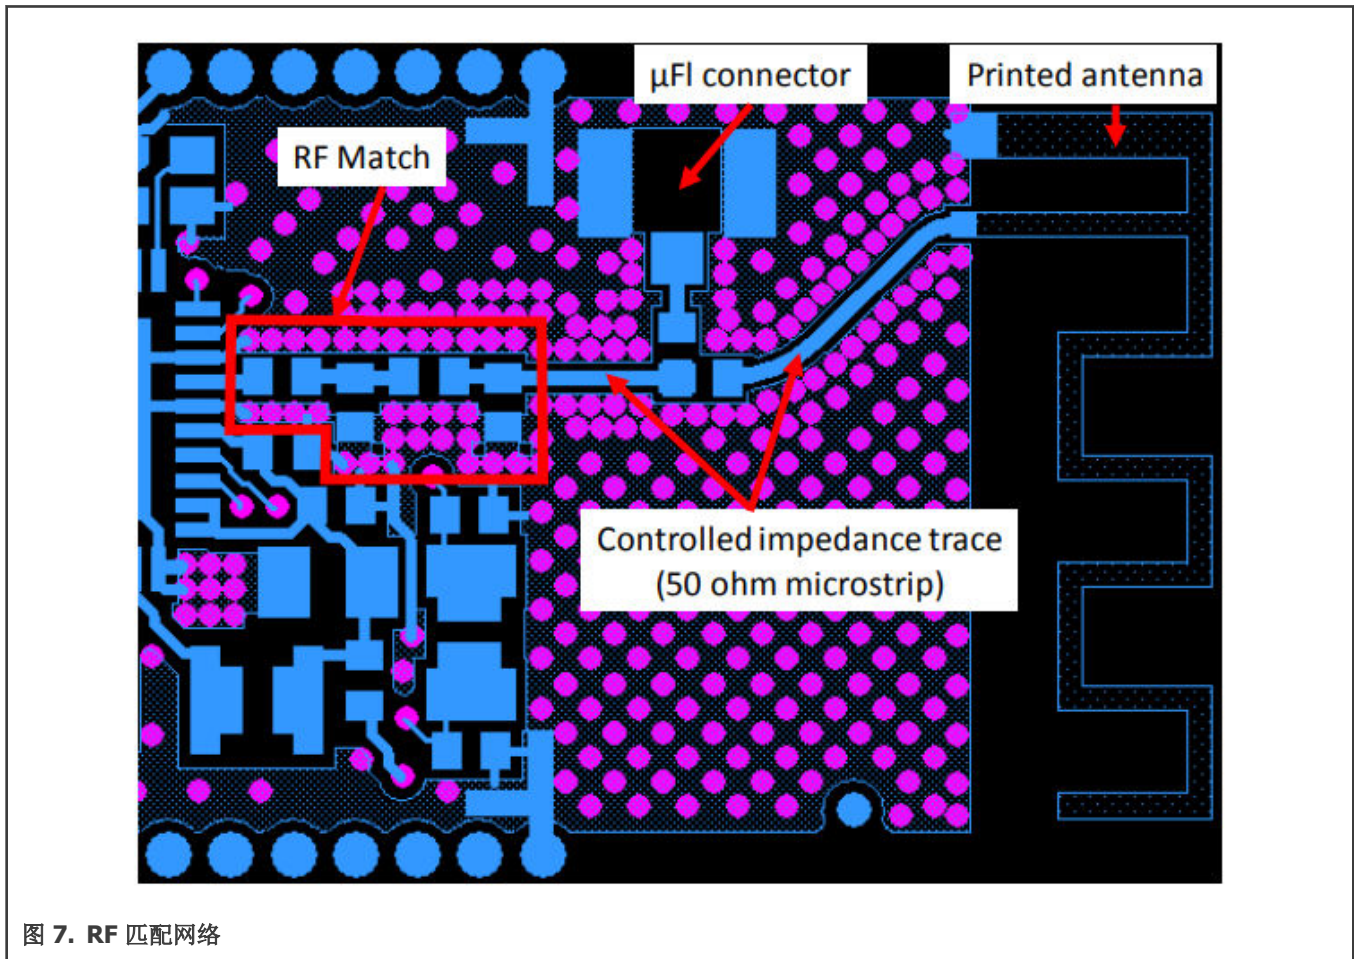 μFl connector
Printed antenna
RF Match
Controlled impedance trace
(50 ohm microstrip)
图 7. RF 匹配网络